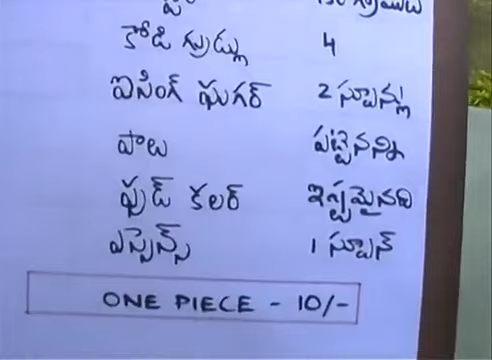 కోడి గ్రుడ్లు 4
ఐసింగ్ షుగర్ 2 స్పూన్లు
పాలు పట్టేనన్ని
ఫుడ్ కలర్ ఇష్టమైనది
ఎస్సెన్స్ 1 స్పూన్
ONE PIECE - 10/-